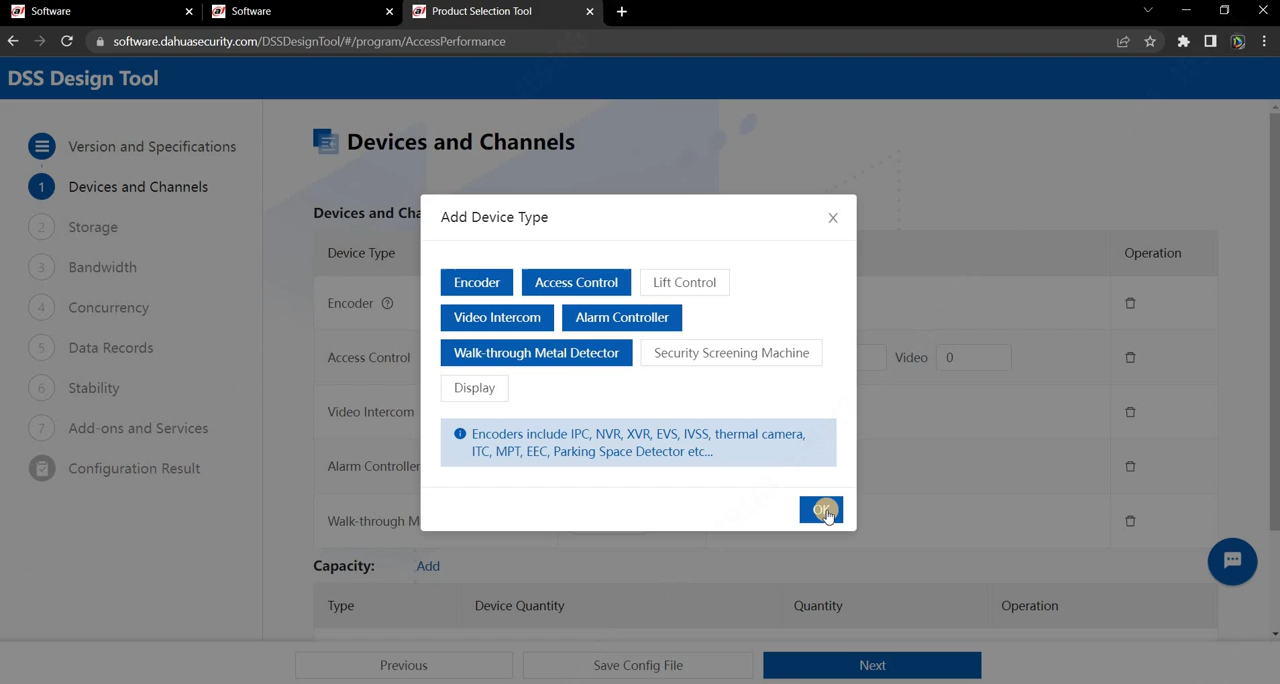 Software
Software
Product Selection Tool
software.dahuasecurity.com/DSSDesignTool/#/program/AccessPerformance
DSS Design Tool
Version and Specifications
1 Devices and Channels
2 Storage
3 Bandwidth
4 Concurrency
5 Data Records
6 Stability
7 Add-ons and Services
Configuration Result
Devices and Channels
Devices and Cha
Device Type Operation
Encoder
Access Control Video 0
Video Intercom
Alarm Controller
Walk-through M
Add Device Type
Encoder Access Control Lift Control
Video Intercom Alarm Controller
Walk-through Metal Detector Security Screening Machine
Display
Encoders include IPC, NVR, XVR, EVS, IVSS, thermal camera,
ITC, MPT, EEC, Parking Space Detector etc...
OK
Capacity: Add
Type Device Quantity Quantity Operation
Previous Save Config File Next